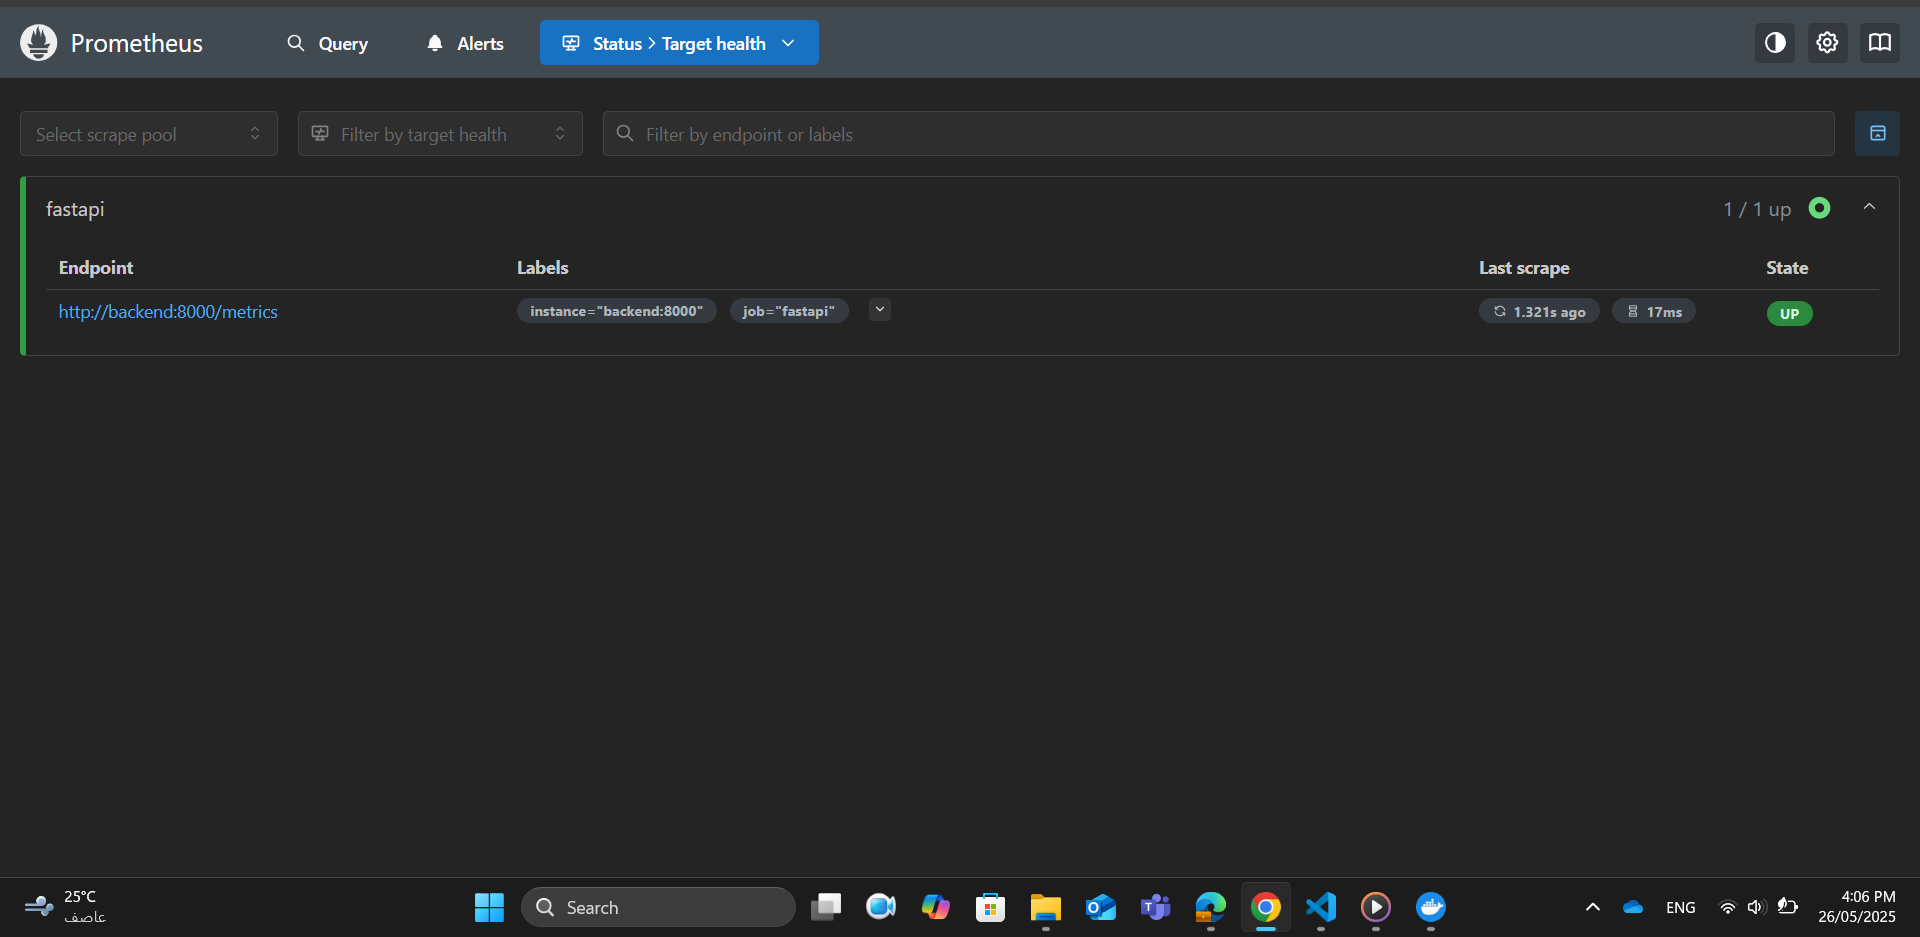 Prometheus Query Alerts Status > Target health
Select scrape pool Filter by target health Filter by endpoint or labels
fastapi 1 / 1 up
Endpoint Labels Last scrape State
http://backend:8000/metrics instance="backend:8000" job="fastapi" 1.321s ago 17ms UP
25°C
عاصف
Search
ENG
4:06 PM
26/05/2025